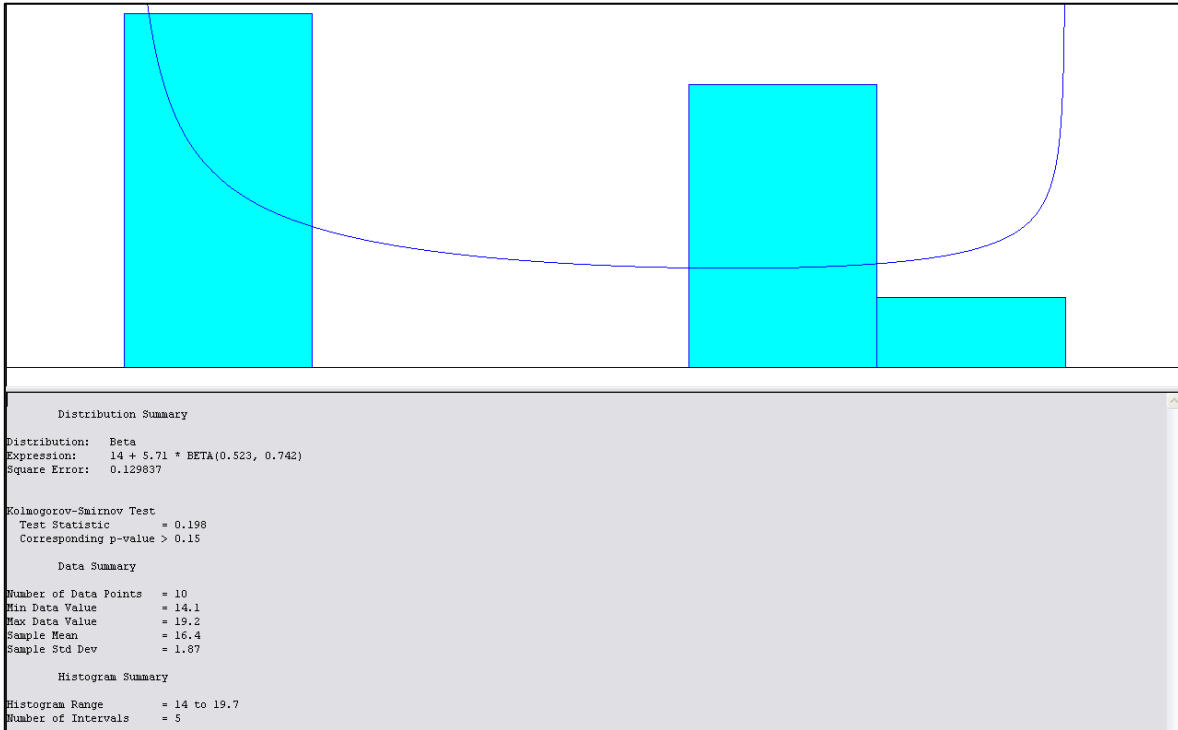 Distribution Summary
Distribution: Beta
Expression: 14 + 5.71 * BETA(0.523, 0.742)
Square Error: 0.129837
Kolmogorov-Smirnov Test
Test Statistic = 0.198
Corresponding p-value > 0.15
Data Summary
Number of Data Points = 10
Min Data Value = 14.1
Max Data Value = 19.2
Sample Mean = 16.4
Sample Std Dev = 1.87
Histogram Summary
Histogram Range = 14 to 19.7
Number of Intervals = 5